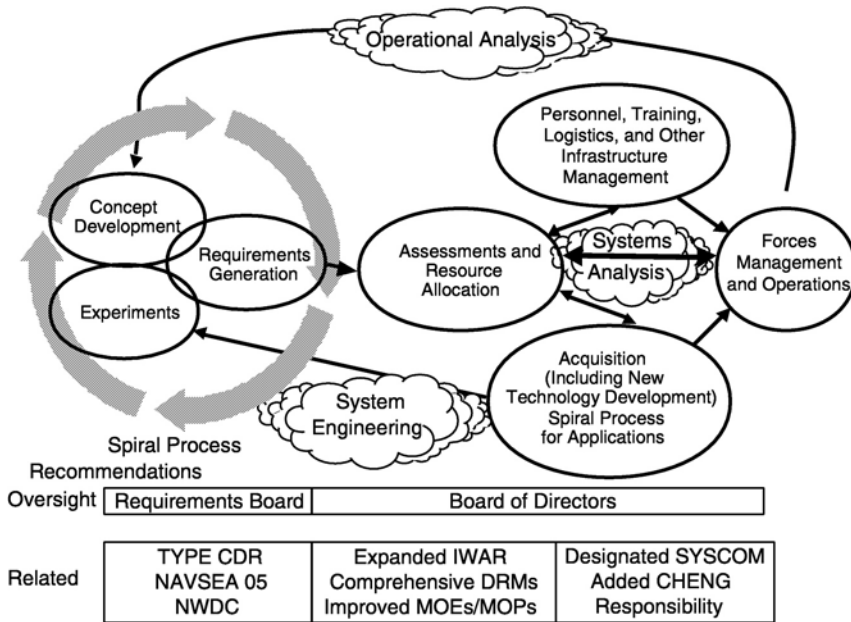 Operational Analysis
Personnel, Training,
Logistics, and Other
Infrastructure
Management
Concept
Development
Requirements
Generation
Experiments
Assessments and
Resource
Allocation
Systems
Analysis
Forces
Management
and Operations
Acquisition
(Including New
Technology Development)
Spiral Process
for Applications
System
Engineering
Spiral Process
Recommendations
Oversight
Requirements Board
Board of Directors
Related
TYPE CDR
NAVSEA 05
NWDC
Expanded IWAR
Comprehensive DRMs
Improved MOEs/MOPs
Designated SYSCOM
Added CHENG
Responsibility